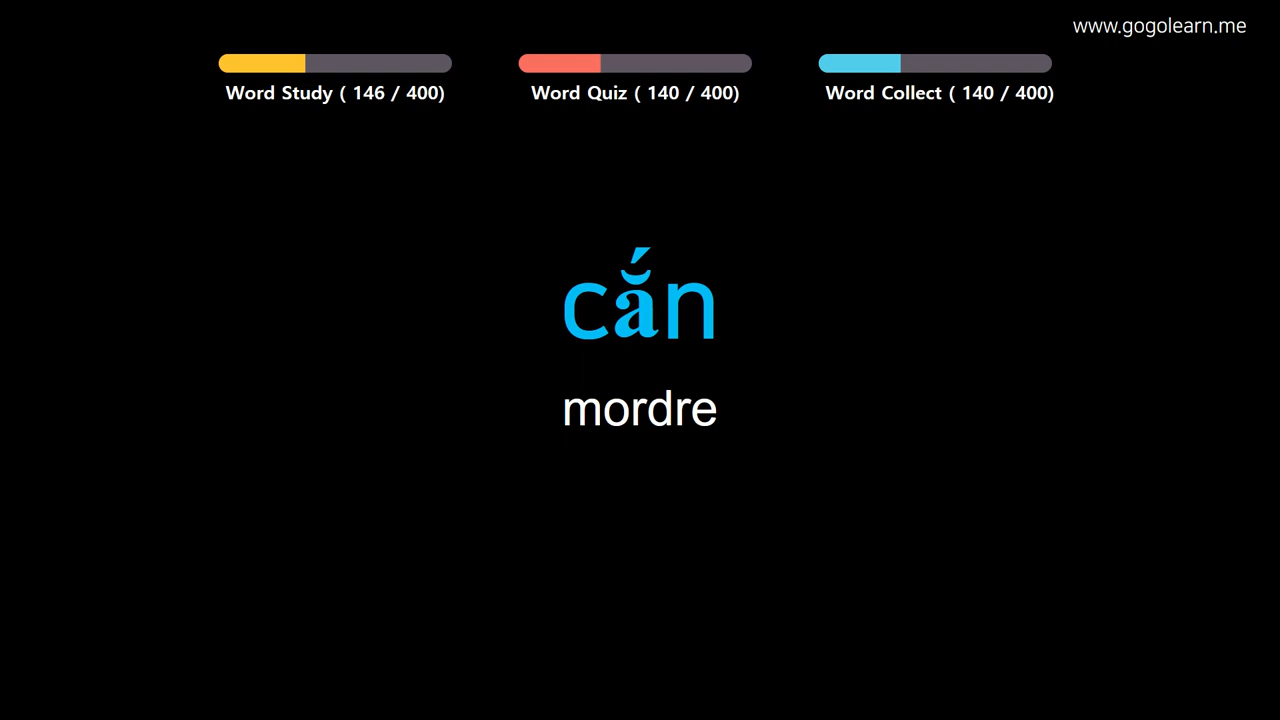 www.gogolearn.me
Word Study ( 146 / 400)
Word Quiz ( 140 / 400)
Word Collect ( 140 / 400)
cắn
mordre